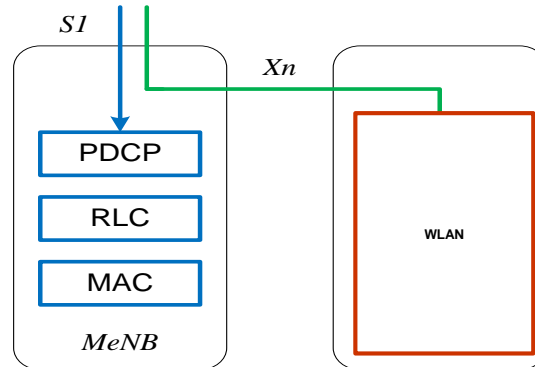 S1
Xn
PDCP
RLC
MAC
MeNB
WLAN